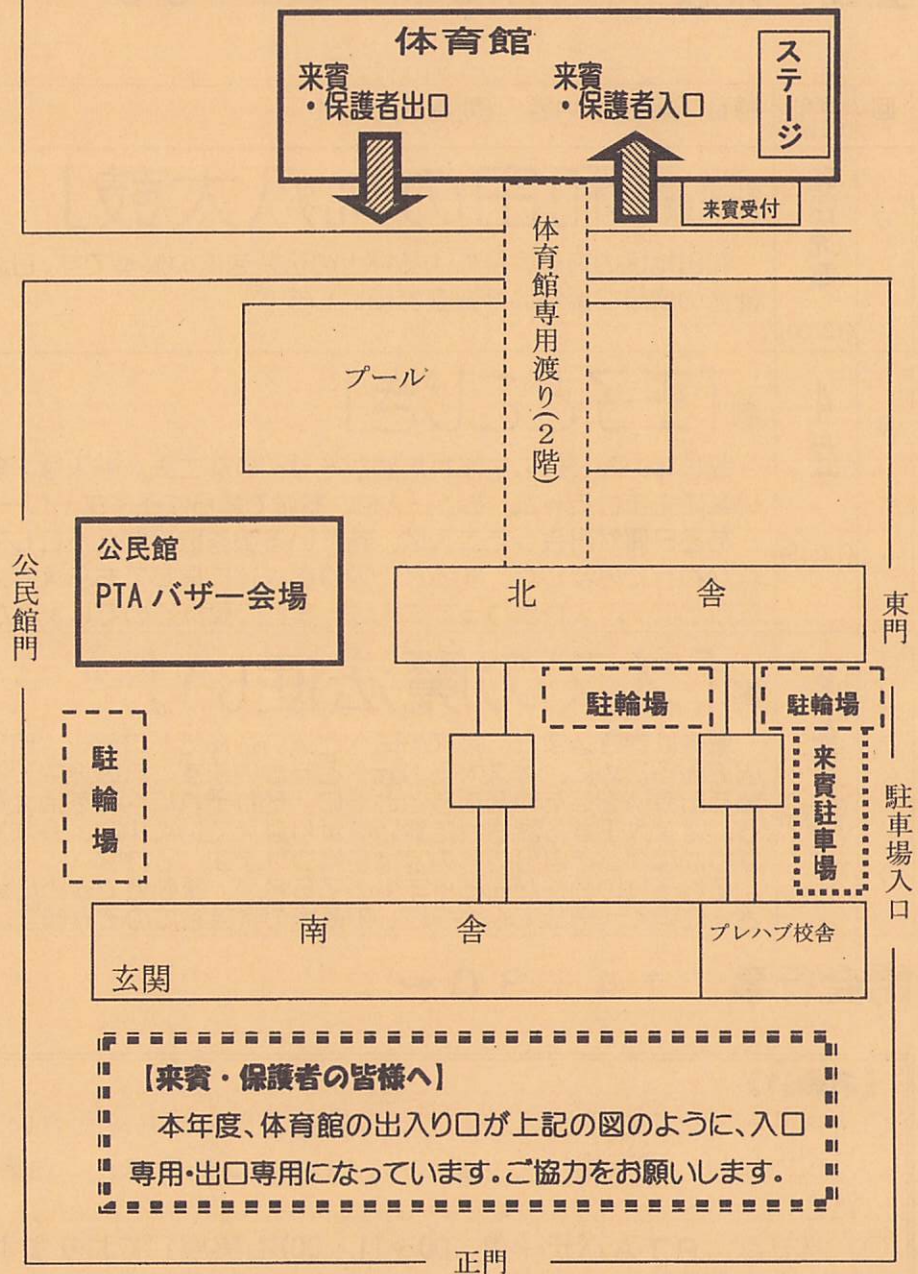 体育館
ステージ
来賓
・保護者出口
来賓
・保護者入口
来賓受付
体育館専用渡り(2階)
プール
公民館
PTA バザー会場
公民館門
北　舎
東門
駐輪場
駐輪場
駐輪場
来賓駐車場
駐車場入口
南　舎
プレハブ校舎
玄関
【来賓・保護者の皆様へ】
本年度、体育館の出入り口が上記の図のように、入口
専用・出口専用になっています。ご協力をお願いします。
正門